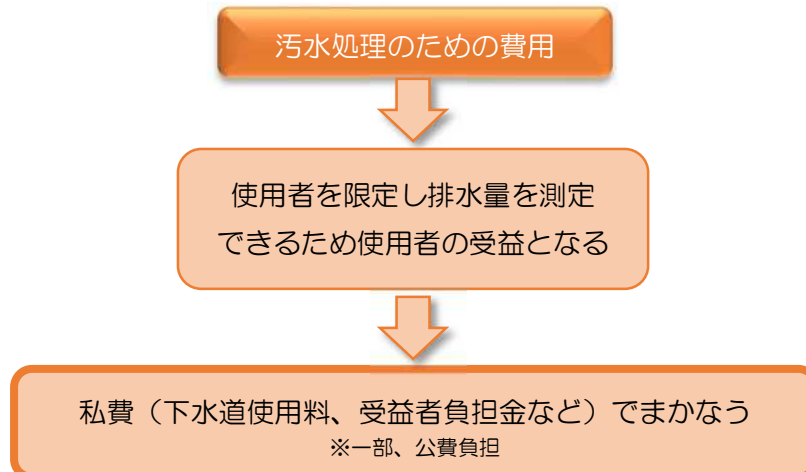 汚水処理のための費用
使用者を限定し排水量を測定
できるため使用者の受益となる
私費（下水道使用料、受益者負担金など）でまかなう
※一部、公費負担